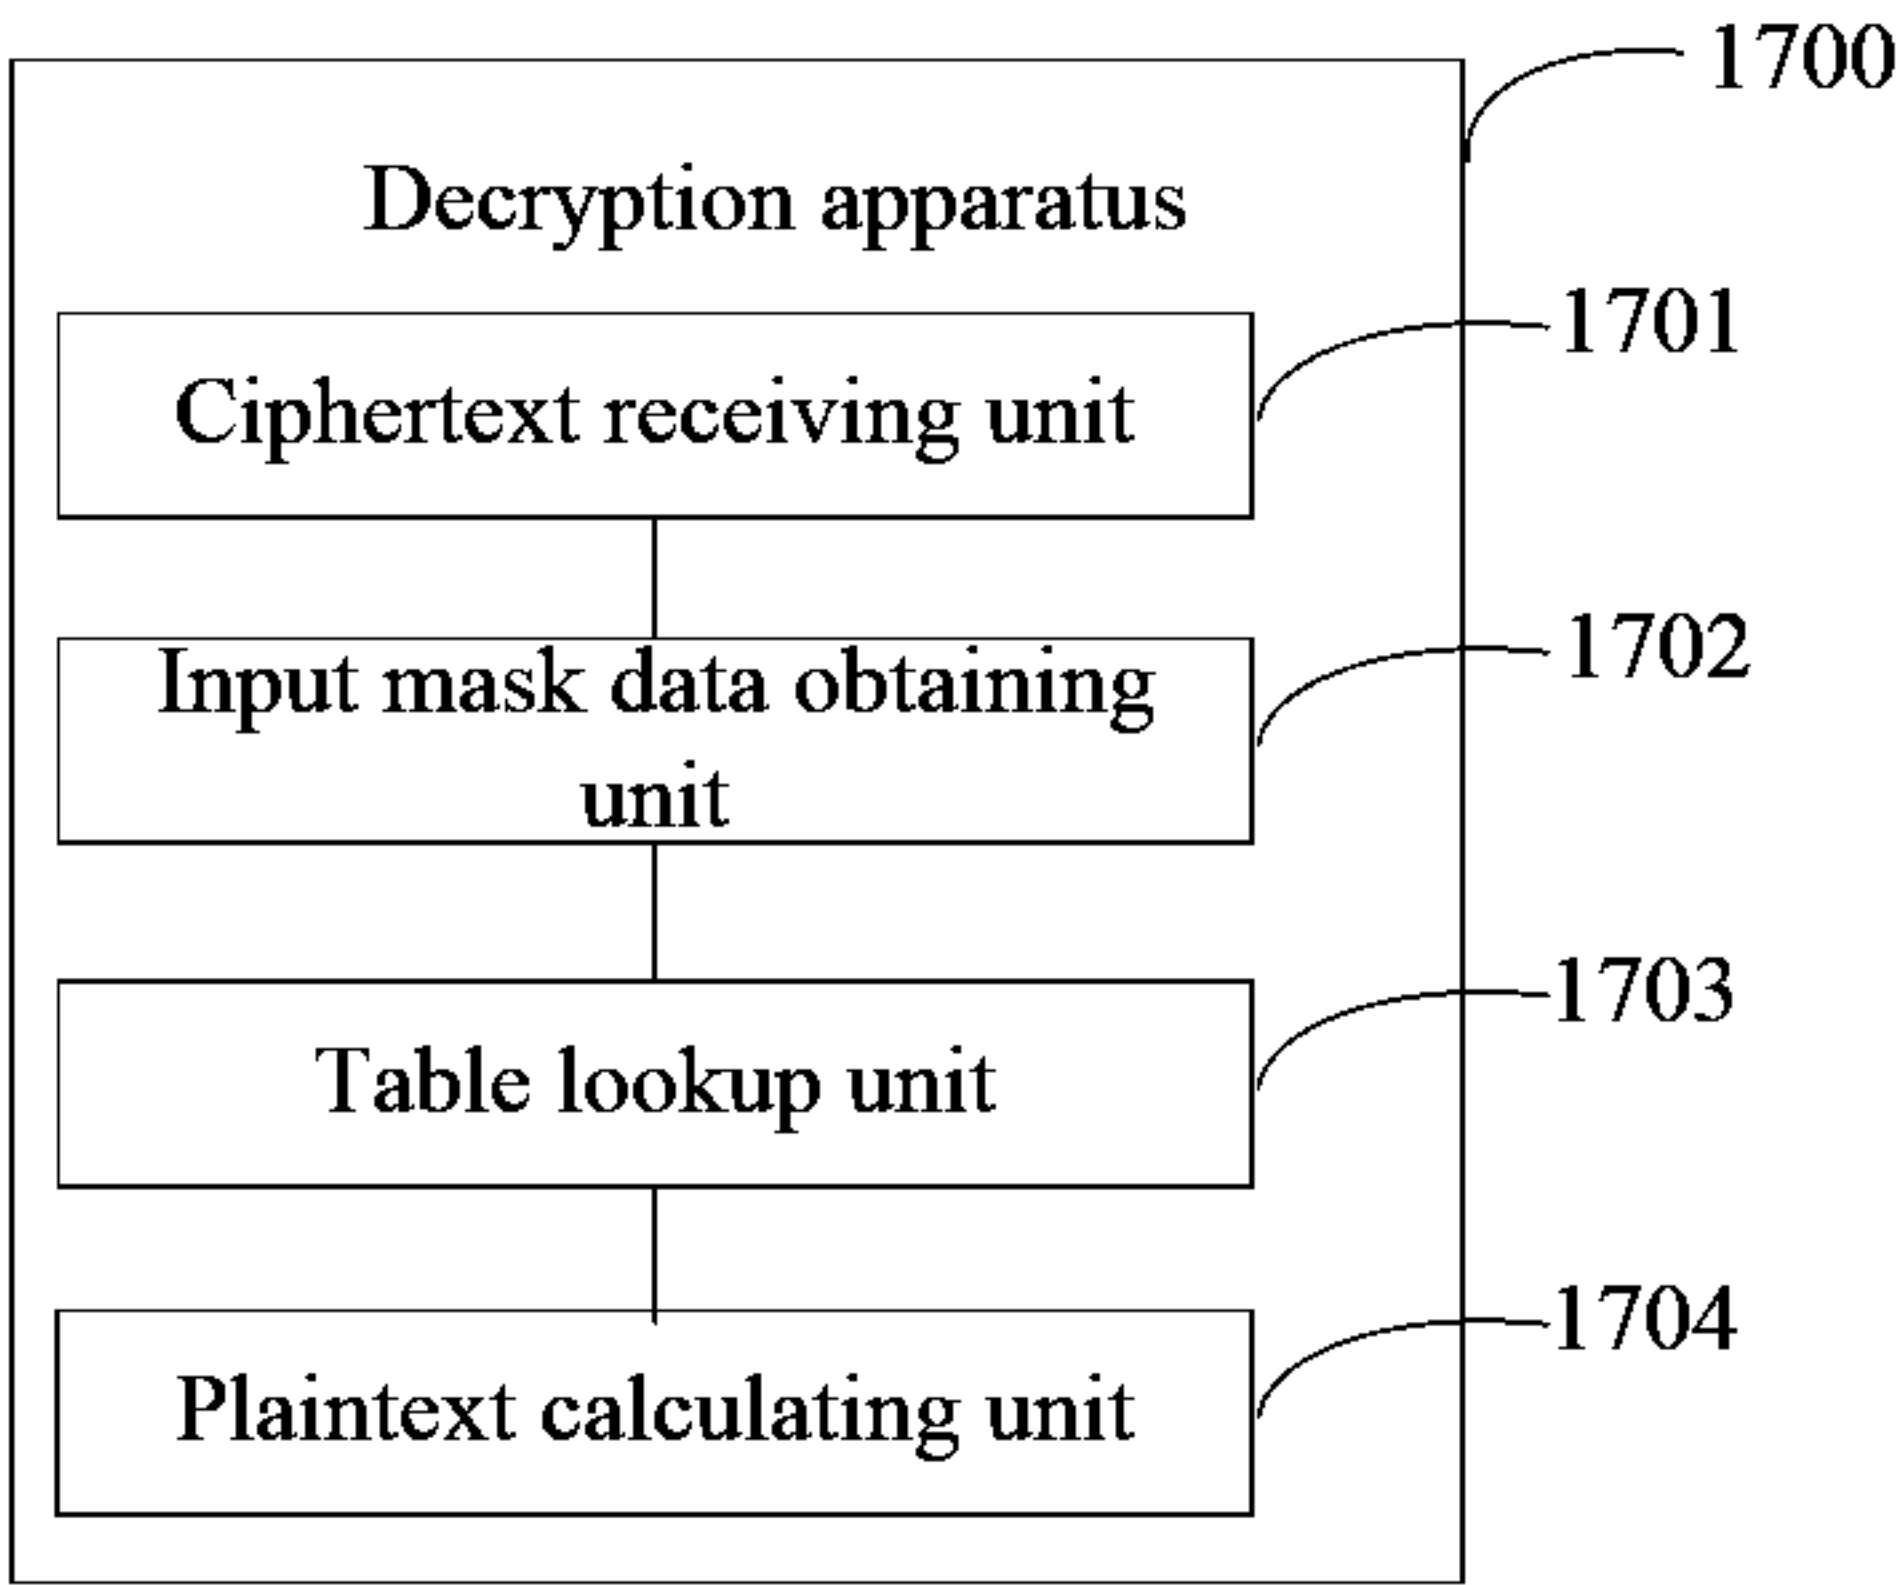 1700
Decryption apparatus
1701
Ciphertext receiving unit
1702
Input mask data obtaining
unit
1703
Table lookup unit
1704
Plaintext calculating unit